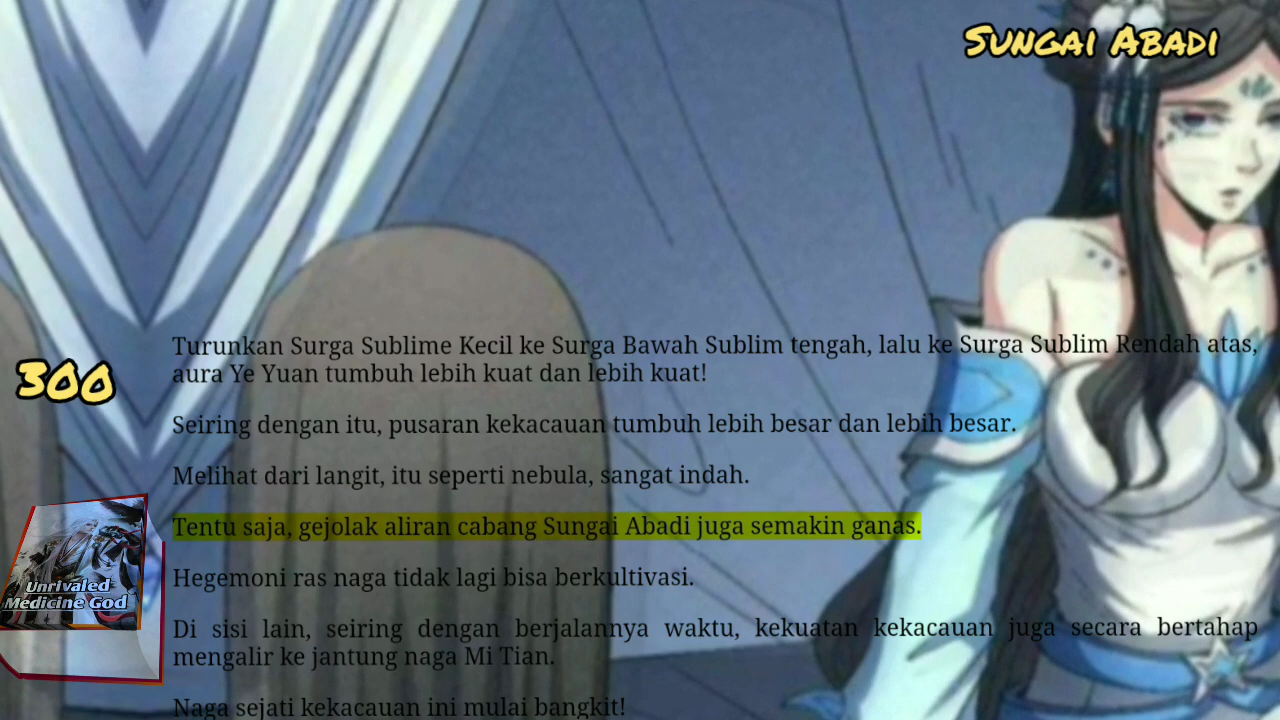 Sungai Abadi
Turunkan Surga Sublime Kecil ke Surga Bawah Sublim tengah, lalu ke Surga Sublim Rendah atas,
aura Ye Yuan tumbuh lebih kuat dan lebih kuat!
300
Seiring dengan itu, pusaran kekacauan tumbuh lebih besar dan lebih besar.
Melihat dari langit, itu seperti nebula, sangat indah.
Tentu saja, gejolak aliran cabang Sungai Abadi juga semakin ganas.
Hegemoni ras naga tidak lagi bisa berkultivasi.
Unrivaled
Medicine God
Di sisi lain, seiring dengan berjalannya waktu, kekuatan kekacauan juga secara bertahap
mengalir ke jantung naga Mi Tian.
Naga sejati kekacauan ini mulai bangkit!